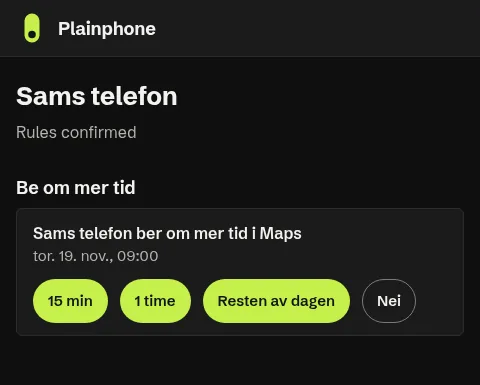 Plainphone
Sams telefon
Rules confirmed
Be om mer tid
Sams telefon ber om mer tid i Maps
tor. 19. nov., 09:00
15 min
1 time
Resten av dagen
Nei